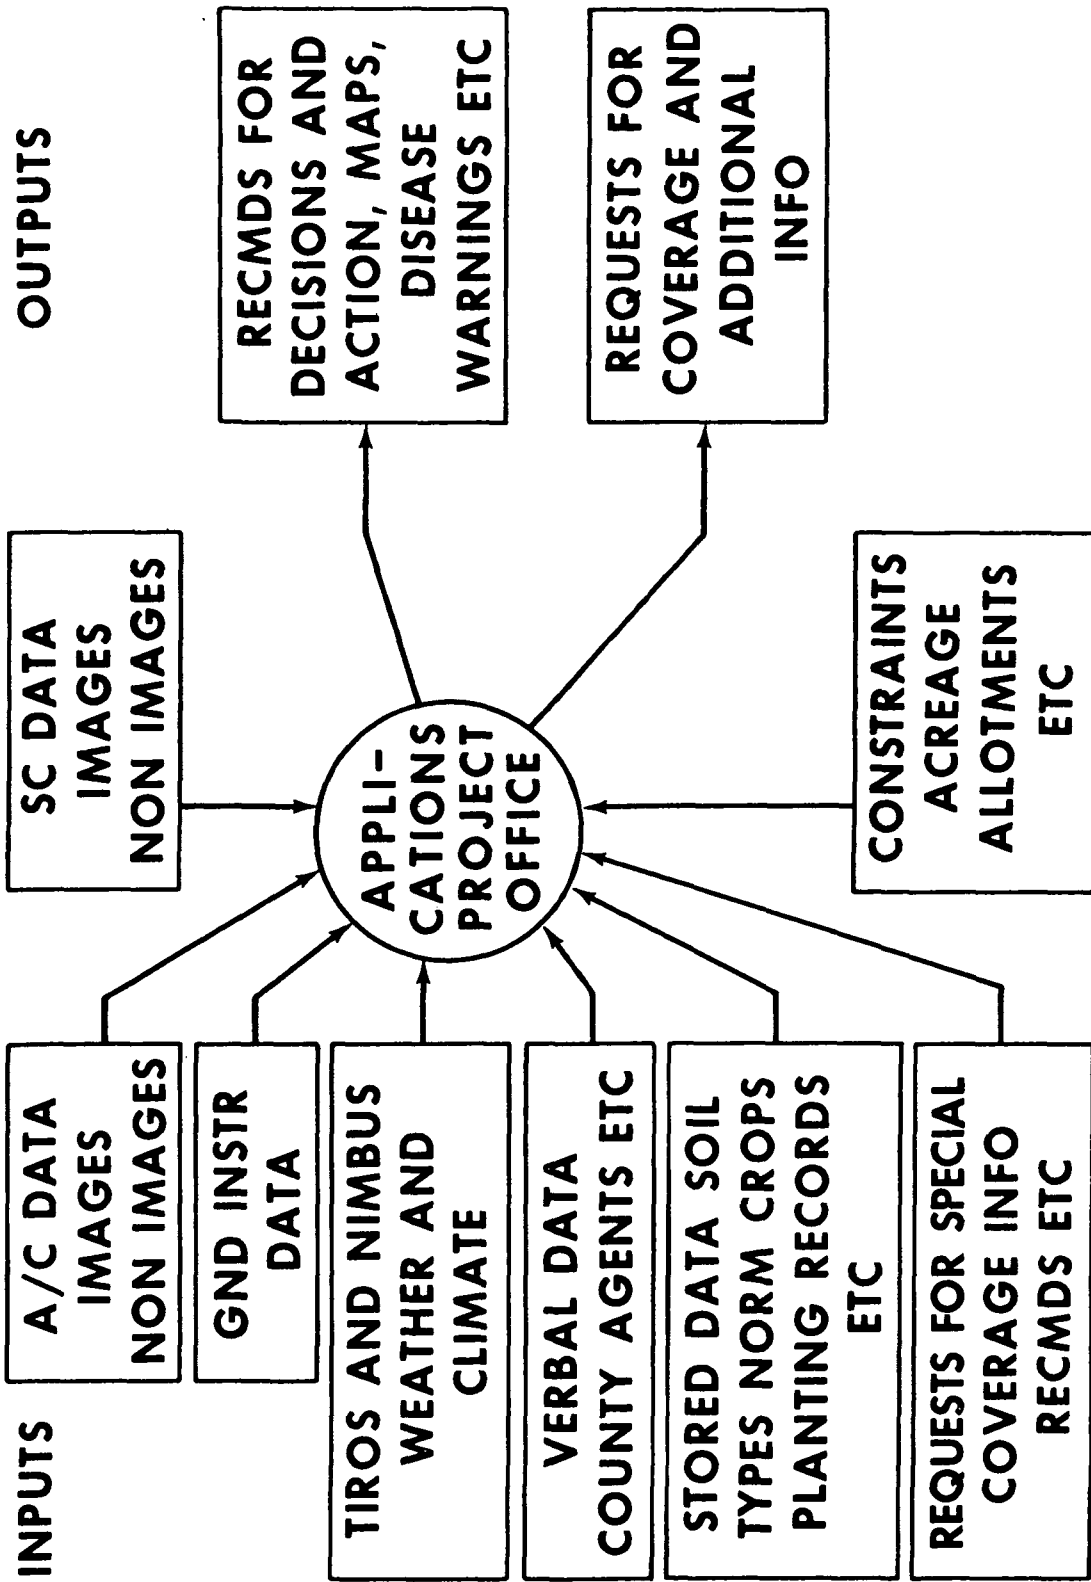 INPUTS
OUTPUTS
A/C DATA
IMAGES
NON IMAGES
GND INSTR
DATA
TIROS AND NIMBUS
WEATHER AND
CLIMATE
VERBAL DATA
COUNTY AGENTS ETC
STORED DATA SOIL
TYPES NORM CROPS
PLANTING RECORDS
ETC
REQUESTS FOR SPECIAL
COVERAGE INFO
RECMDS ETC
SC DATA
IMAGES
NON IMAGES
APPLI-
CATIONS
PROJECT
OFFICE
CONSTRAINTS
ACREAGE
ALLOTMENTS
ETC
RECMDS FOR
DECISIONS AND
ACTION, MAPS,
DISEASE
WARNINGS ETC
REQUESTS FOR
COVERAGE AND
ADDITIONAL
INFO